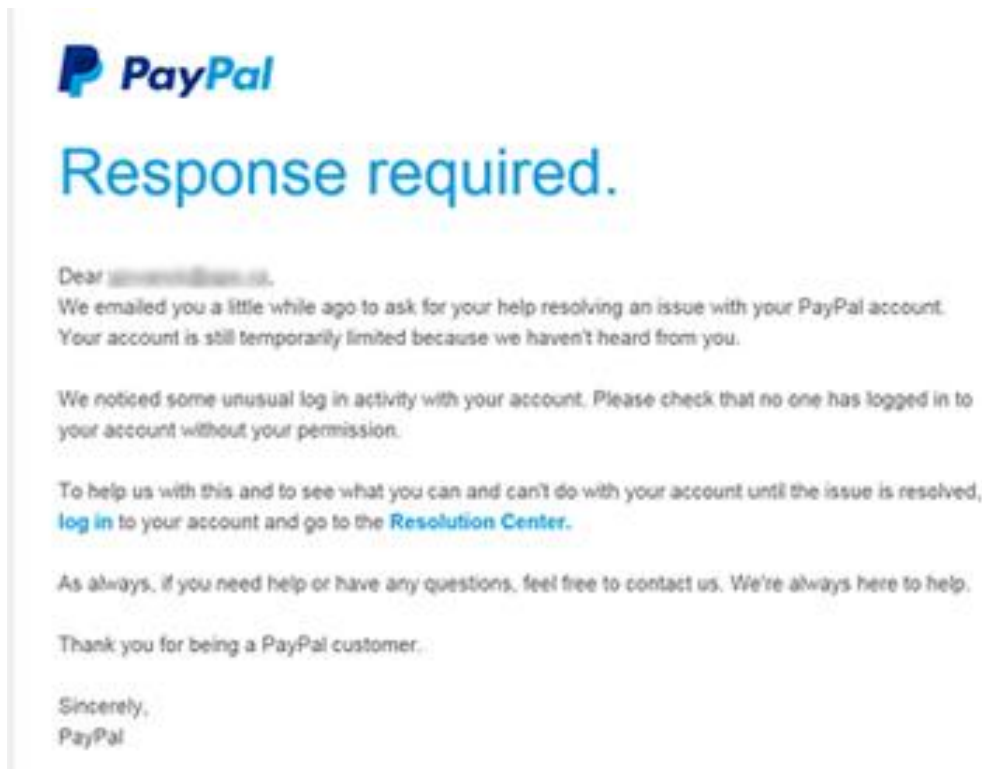 PayPal
Response required.
Dear
We emailed you a little while ago to ask for your help resolving an issue with your PayPal account.
Your account is still temporarily limited because we haven't heard from you.
We noticed some unusual log in activity with your account. Please check that no one has logged in to
your account without your permission.
To help us with this and to see what you can and can't do with your account until the issue is resolved,
log in to your account and go to the Resolution Center.
As always, if you need help or have any questions, feel free to contact us. We're always here to help.
Thank you for being a PayPal customer.
Sincerely,
PayPal